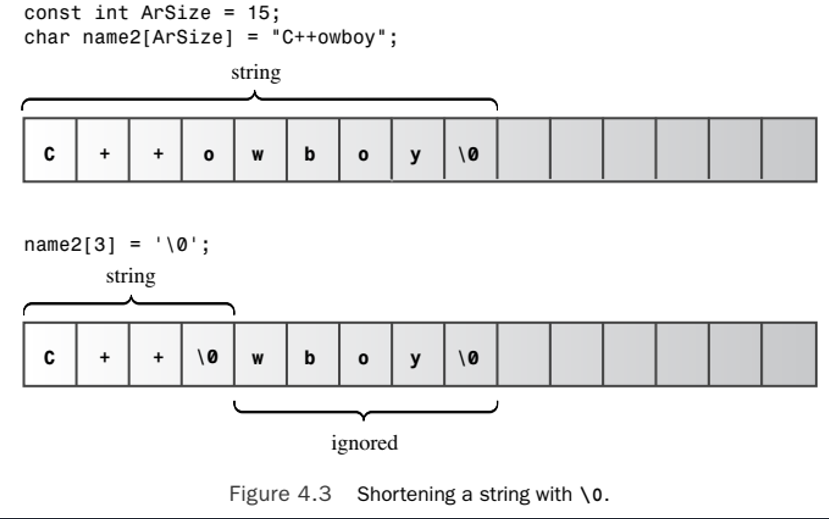 const int ArSize = 15;
char name2[ArSize] = "C++owboy";
string
C + + o w b o y \0
name2[3] = '\0';
string
C + + \0 w b o y \0
ignored
Figure 4.3 Shortening a string with \0.